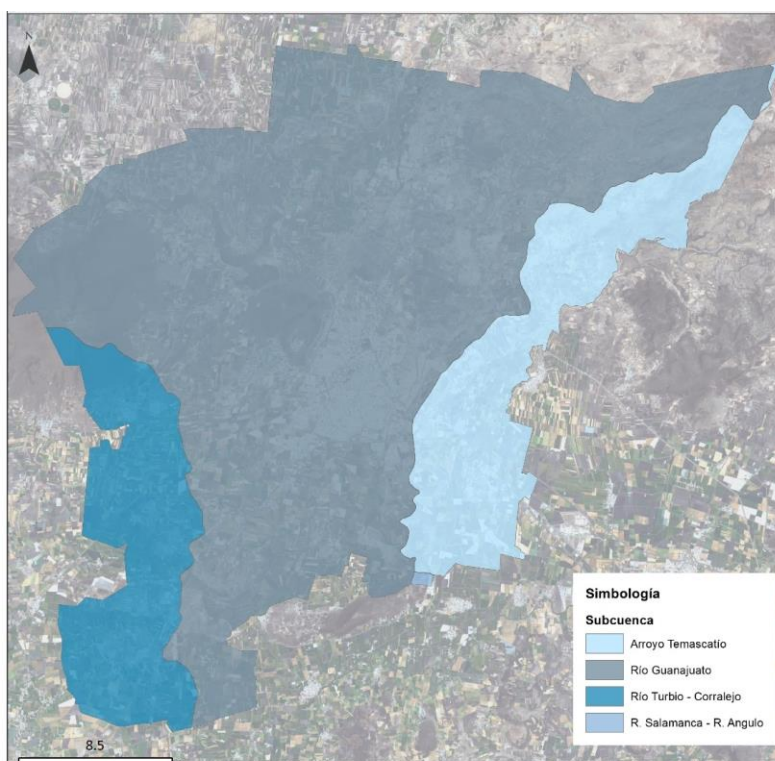 N
Simbología
Subcuenca
Arroyo Temascatío
Río Guanajuato
Río Turbio - Corralejo
R. Salamanca - R. Angulo
8.5